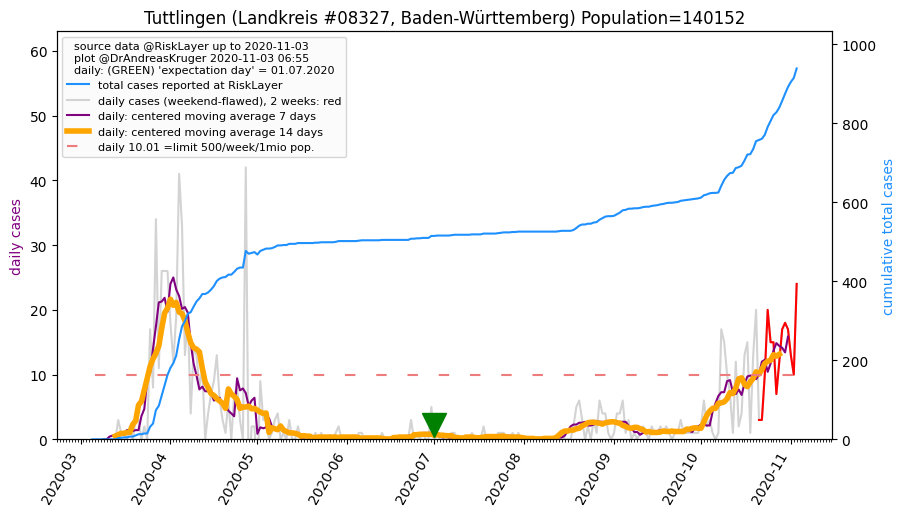 Tuttlingen (Landkreis #08327, Baden-Württemberg) Population=140152
source data @RiskLayer up to 2020-11-03
plot @DrAndreasKruger 2020-11-03 06:55
daily: (GREEN) 'expectation day' = 01.07.2020
total cases reported at RiskLayer
daily cases (weekend-flawed), 2 weeks: red
daily: centered moving average 7 days
daily: centered moving average 14 days
daily 10.01 =limit 500/week/1mio pop.
60
50
40
30
20
10
0
daily cases
1000
800
600
400
200
0
cumulative total cases
2020-03
2020-04
2020-05
2020-06
2020-07
2020-08
2020-09
2020-10
2020-11